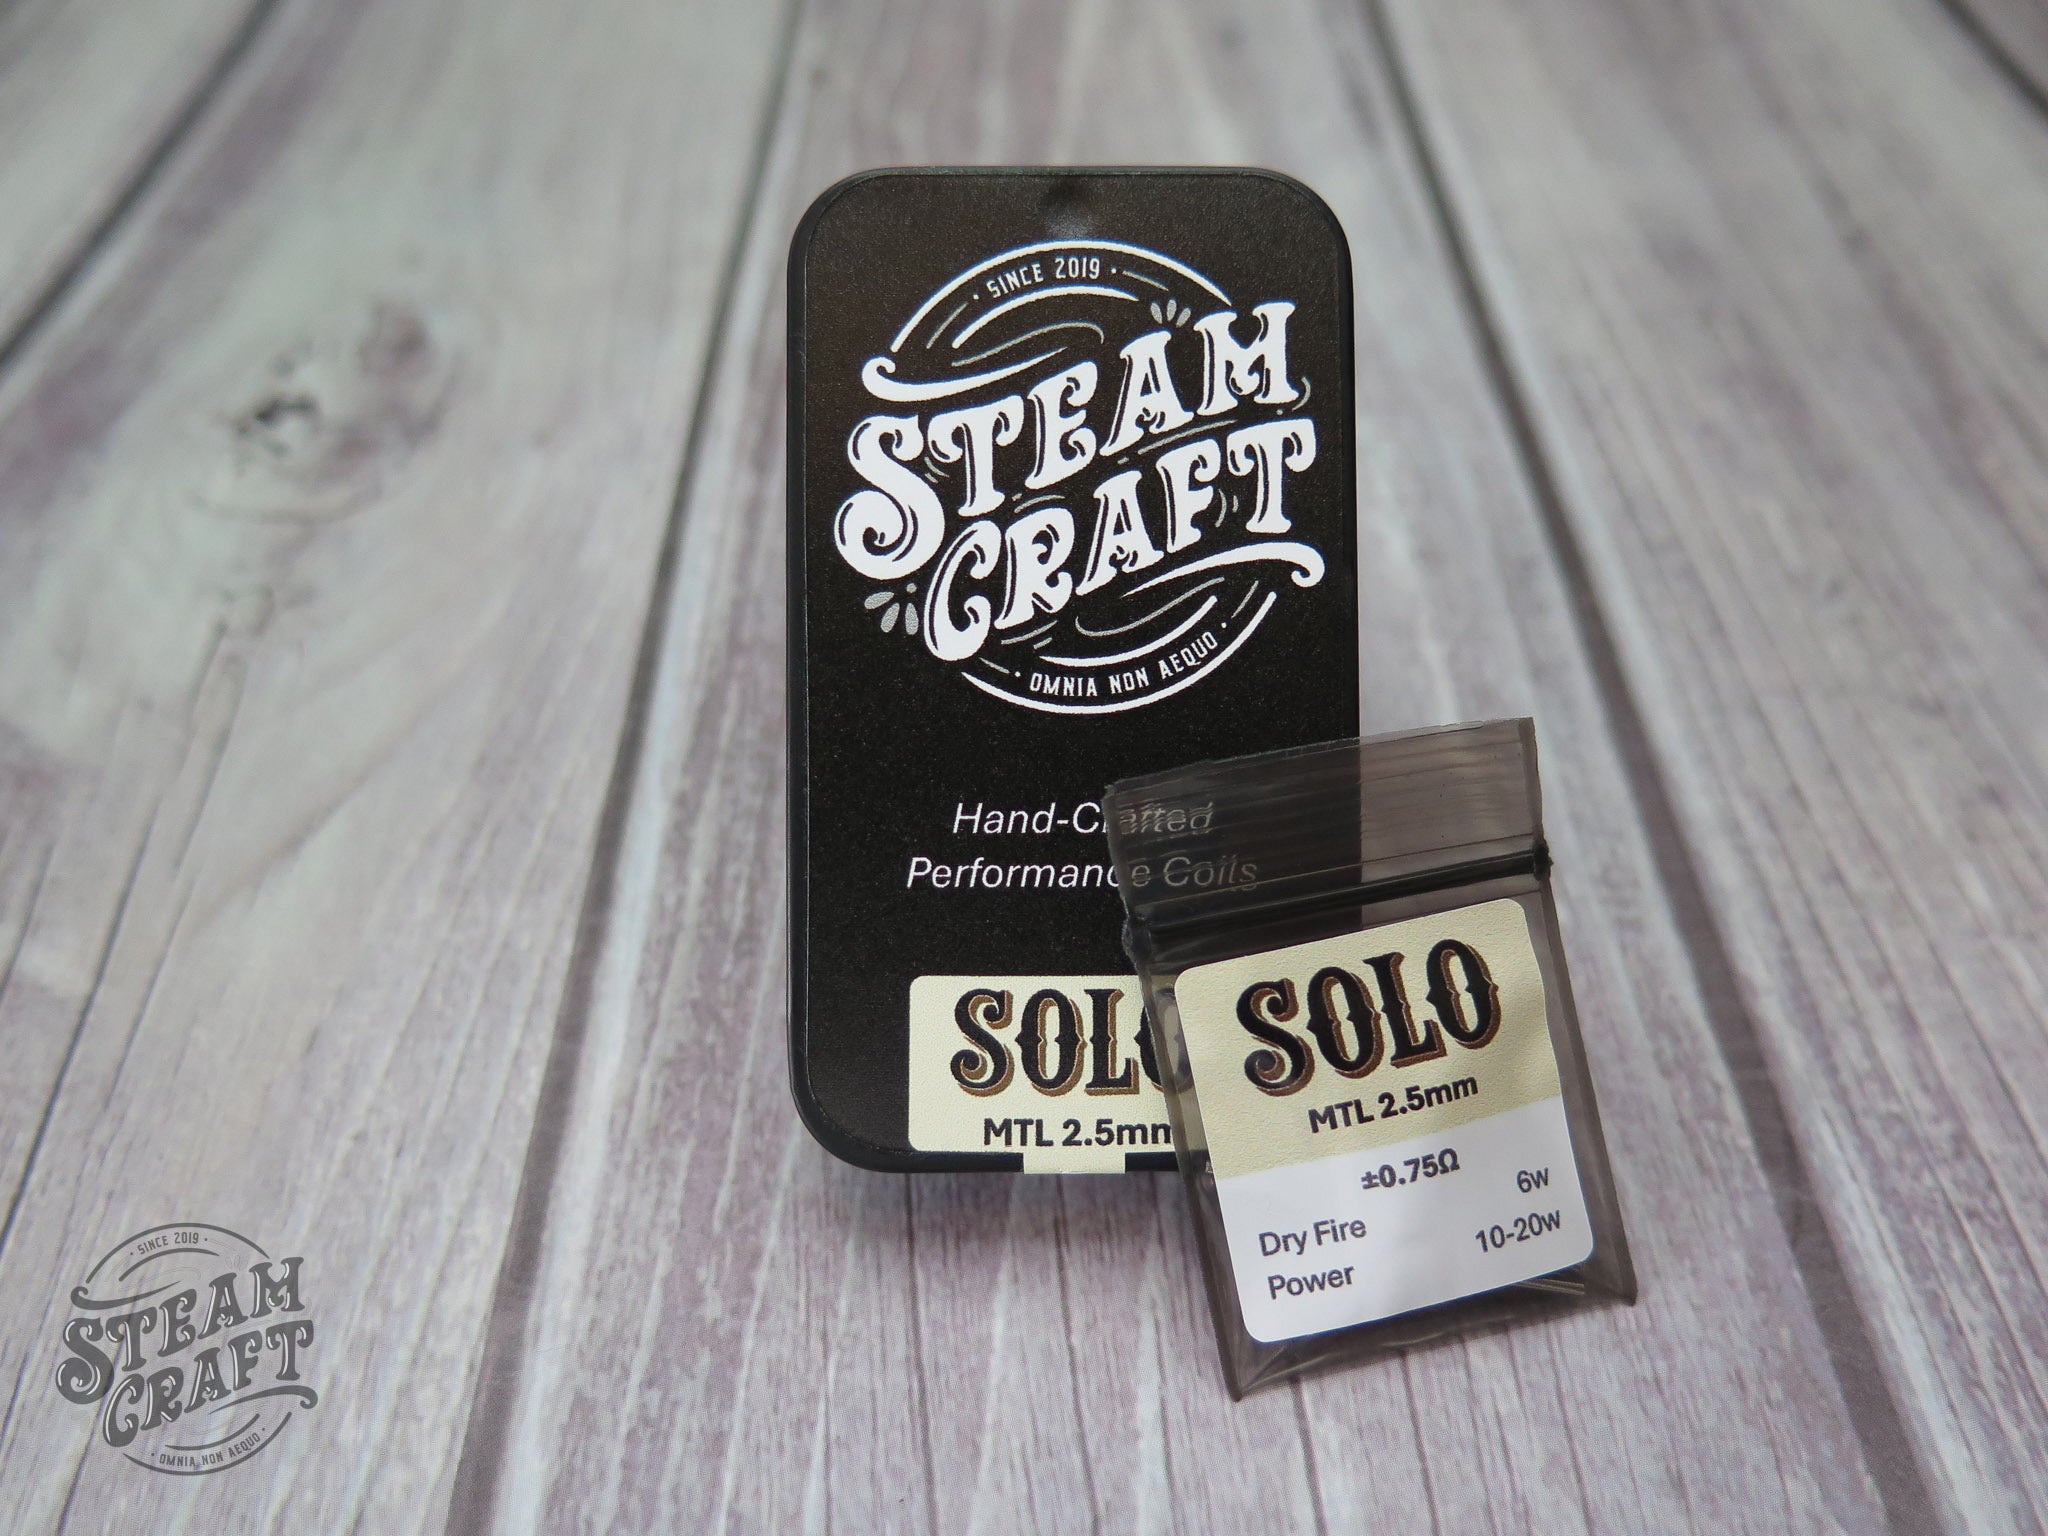 · SINCE 2019 ·
STEAM
CRAFT
· OMNIA NON AEQUO ·
Hand-Crafted
Performance Coils
SOLO
MTL 2.5mm
SOLO
MTL 2.5mm
±0.75Ω
Dry Fire 6w
Power 10-20w
· SINCE 2019 ·
STEAM
CRAFT
· OMNIA NON AEQUO ·